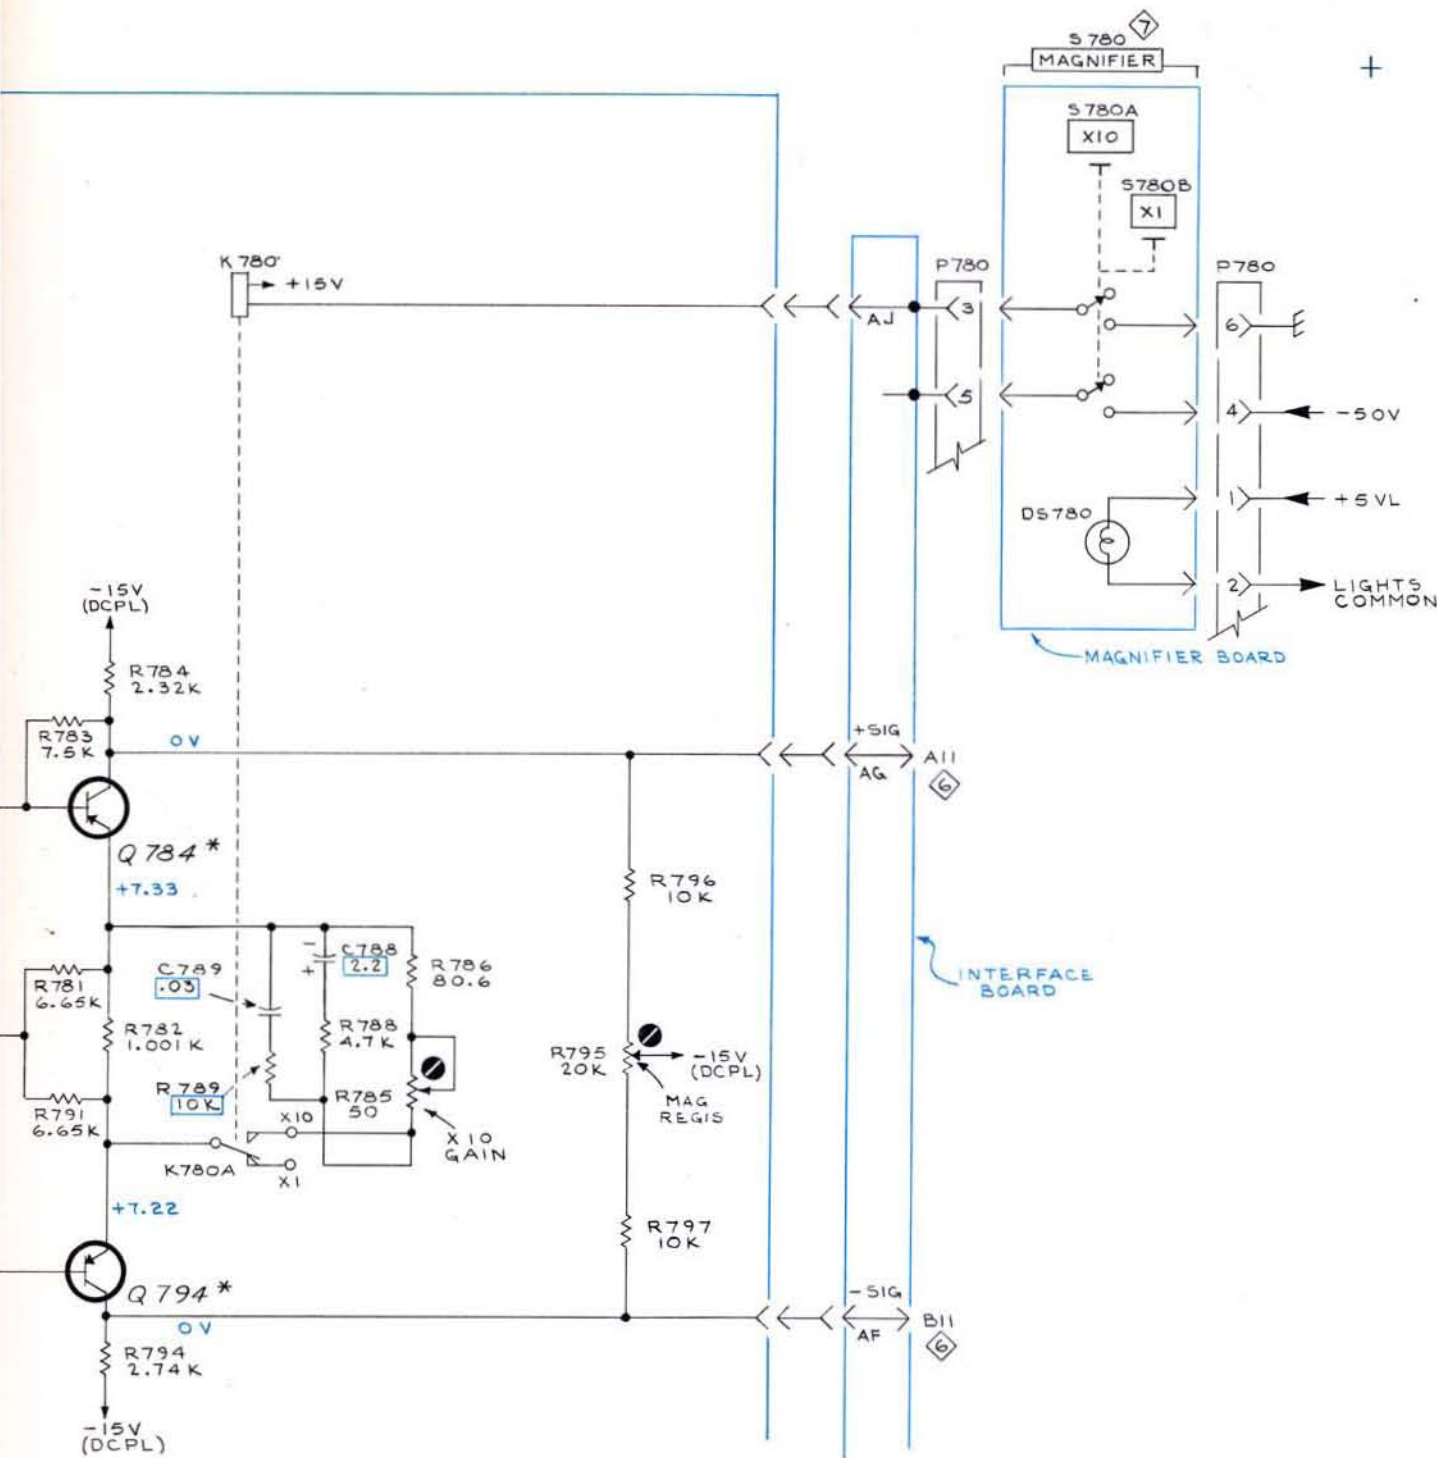 S780 7
MAGNIFIER
+
S780A
X10
S780B
X1
K780
+15V
P780
P780
AJ
3
6
5
4
-50V
1
+5VL
DS780
2
LIGHTS
COMMON
MAGNIFIER BOARD
-15V
(DCPL)
R784
2.32K
R783
7.5K
0V
+SIG
AG
A11
6
Q784*
+7.33
R796
10K
C789
.03
-
C788
+
2.2
R786
80.6
R781
6.65K
INTERFACE
BOARD
R782
1.001K
R788
4.7K
R795
20K
-15V
(DCPL)
R789
10K
R785
50
MAG
REGIS
R791
6.65K
X10
X10
GAIN
K780A
X1
+7.22
R797
10K
Q794*
0V
-SIG
AF
B11
6
R794
2.74K
-15V
(DCPL)